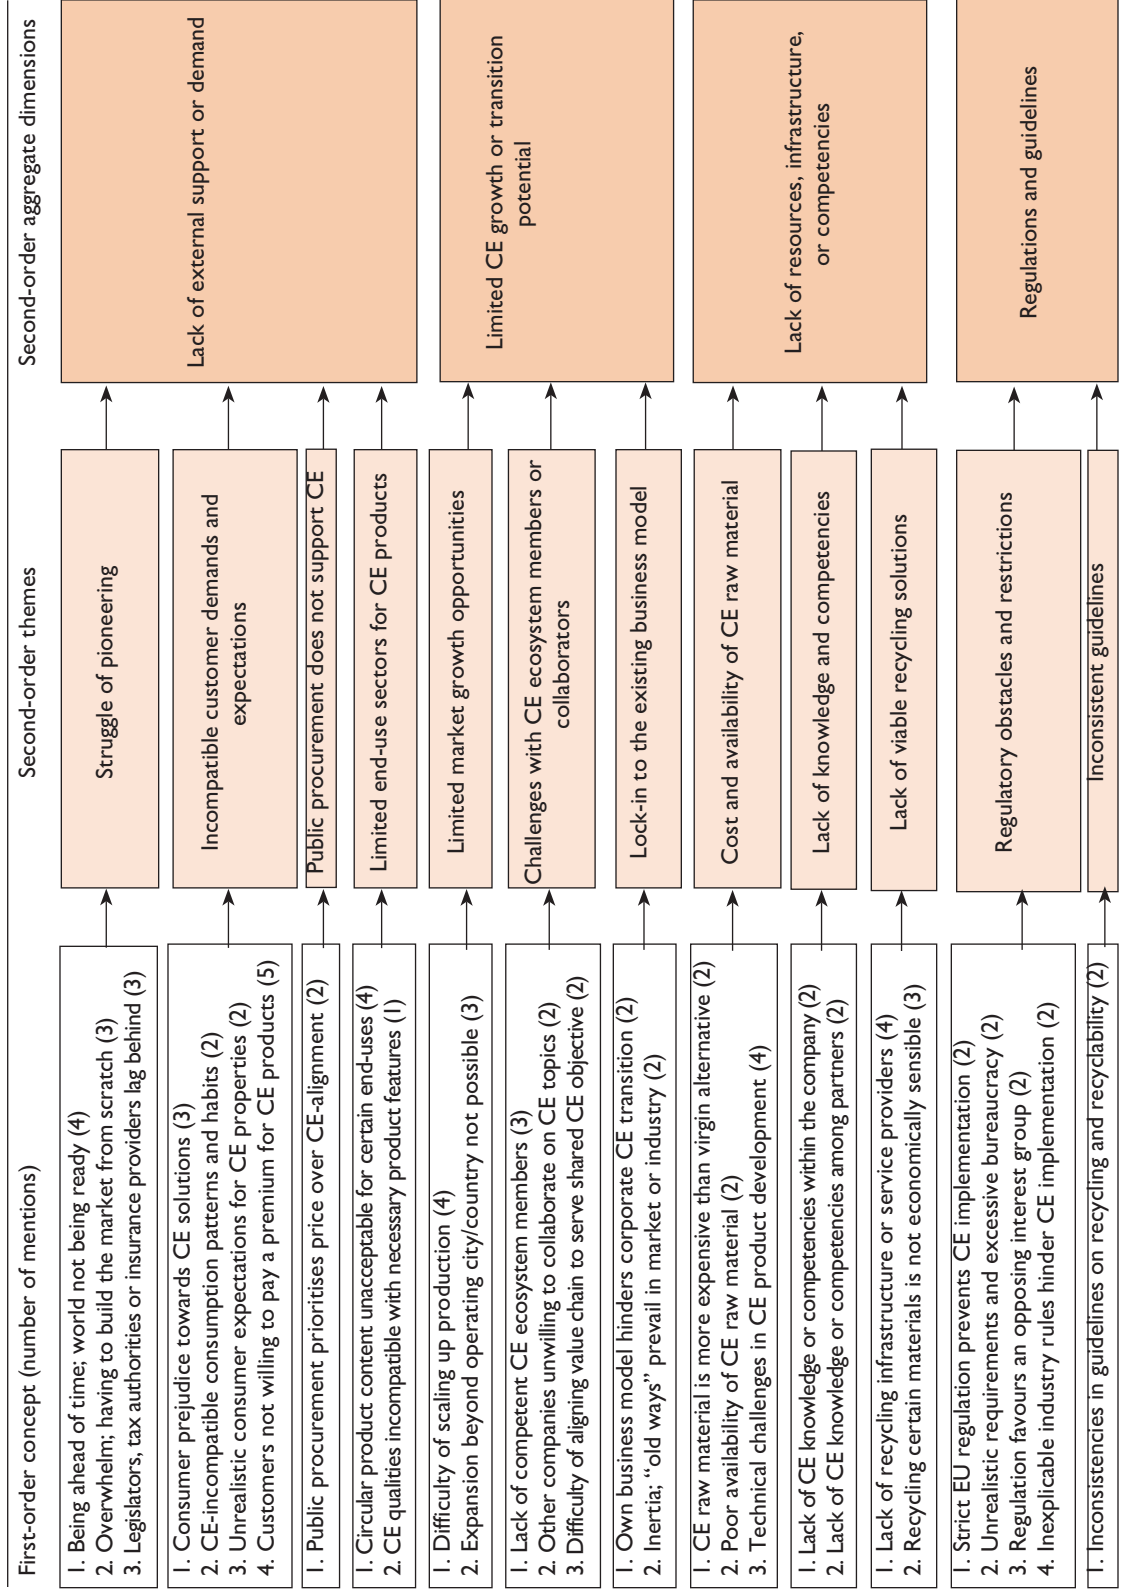 First-order concept (number of mentions)
Second-order themes
Second-order aggregate dimensions
1. Being ahead of time; world not being ready (4)
2. Overwhelm; having to build the market from scratch (3)
3. Legislators, tax authorities or insurance providers lag behind (3)
Struggle of pioneering
1. Consumer prejudice towards CE solutions (3)
2. CE-incompatible consumption patterns and habits (2)
3. Unrealistic consumer expectations for CE properties (2)
4. Customers not willing to pay a premium for CE products (5)
Incompatible customer demands and
expectations
1. Public procurement prioritises price over CE-alignment (2)
Public procurement does not support CE
1. Circular product content unacceptable for certain end-uses (4)
2. CE qualities incompatible with necessary product features (1)
Limited end-use sectors for CE products
Lack of external support or demand
1. Difficulty of scaling up production (4)
2. Expansion beyond operating city/country not possible (3)
Limited market growth opportunities
1. Lack of competent CE ecosystem members (3)
2. Other companies unwilling to collaborate on CE topics (2)
3. Difficulty of aligning value chain to serve shared CE objective (2)
Challenges with CE ecosystem members or
collaborators
1. Own business model hinders corporate CE transition (2)
2. Inertia; “old ways” prevail in market or industry (2)
Lock-in to the existing business model
Limited CE growth or transition
potential
1. CE raw material is more expensive than virgin alternative (2)
2. Poor availability of CE raw material (2)
3. Technical challenges in CE product development (4)
Cost and availability of CE raw material
1. Lack of CE knowledge or competencies within the company (2)
2. Lack of CE knowledge or competencies among partners (2)
Lack of knowledge and competencies
1. Lack of recycling infrastructure or service providers (4)
2. Recycling certain materials is not economically sensible (3)
Lack of viable recycling solutions
Lack of resources, infrastructure,
or competencies
1. Strict EU regulation prevents CE implementation (2)
2. Unrealistic requirements and excessive bureaucracy (2)
3. Regulation favours an opposing interest group (2)
4. Inexplicable industry rules hinder CE implementation (2)
Regulatory obstacles and restrictions
1. Inconsistencies in guidelines on recycling and recyclability (2)
Inconsistent guidelines
Regulations and guidelines